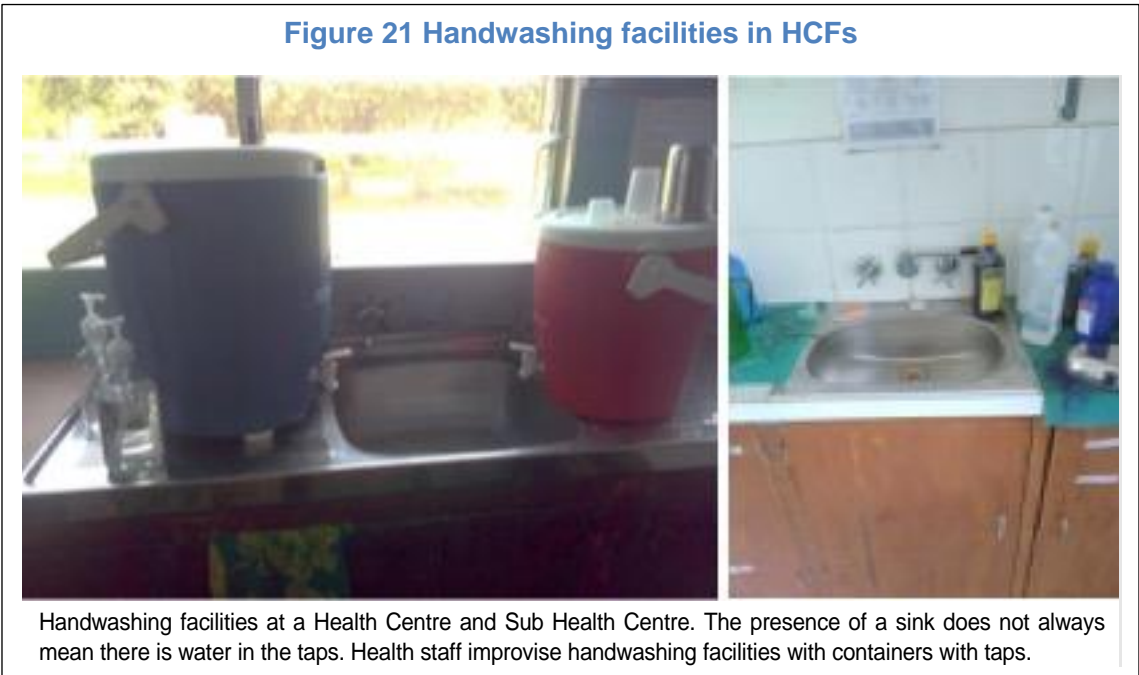 Figure 21 Handwashing facilities in HCFs
Handwashing facilities at a Health Centre and Sub Health Centre. The presence of a sink does not always
mean there is water in the taps. Health staff improvise handwashing facilities with containers with taps.